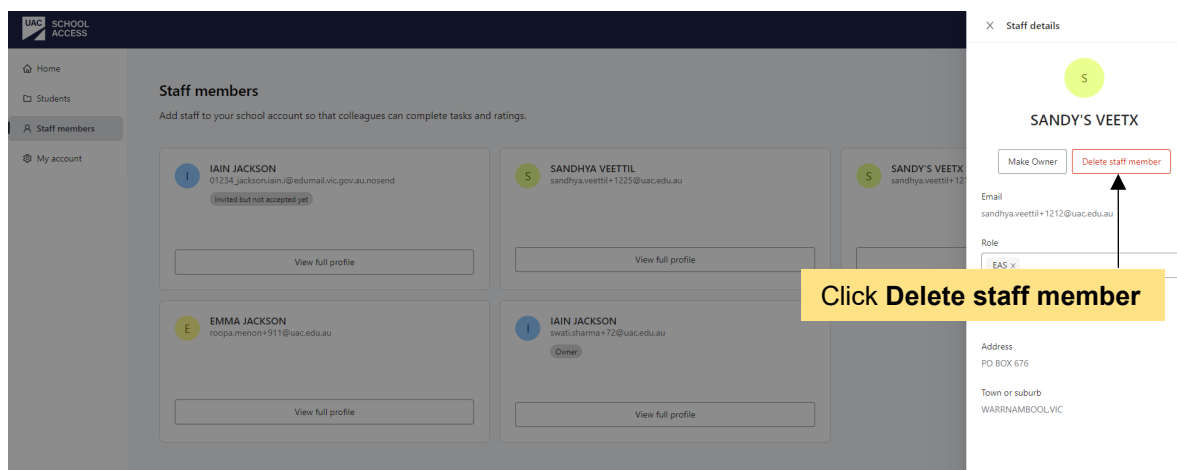 UAC SCHOOL
ACCESS
Home
Students
Staff members
My account
Staff members
Add staff to your school account so that colleagues can complete tasks and ratings.
I
IAIN JACKSON
01234_jackson.iain.i@edumail.vic.gov.au.nosend
Invited but not accepted yet
View full profile
S
SANDHYA VEETTIL
sandhya.veettil+1225@uac.edu.au
View full profile
S
SANDY'S VEETX
sandhya.veettil+121
E
EMMA JACKSON
roopa.menon+911@uac.edu.au
View full profile
I
IAIN JACKSON
swati.sharma+72@uac.edu.au
Owner
View full profile
Staff details
S
SANDY'S VEETX
Make Owner
Delete staff member
Email
sandhya.veettil+1212@uac.edu.au
Role
EAS ×
Click Delete staff member
Address
PO BOX 676
Town or suburb
WARRNAMBOOL,VIC